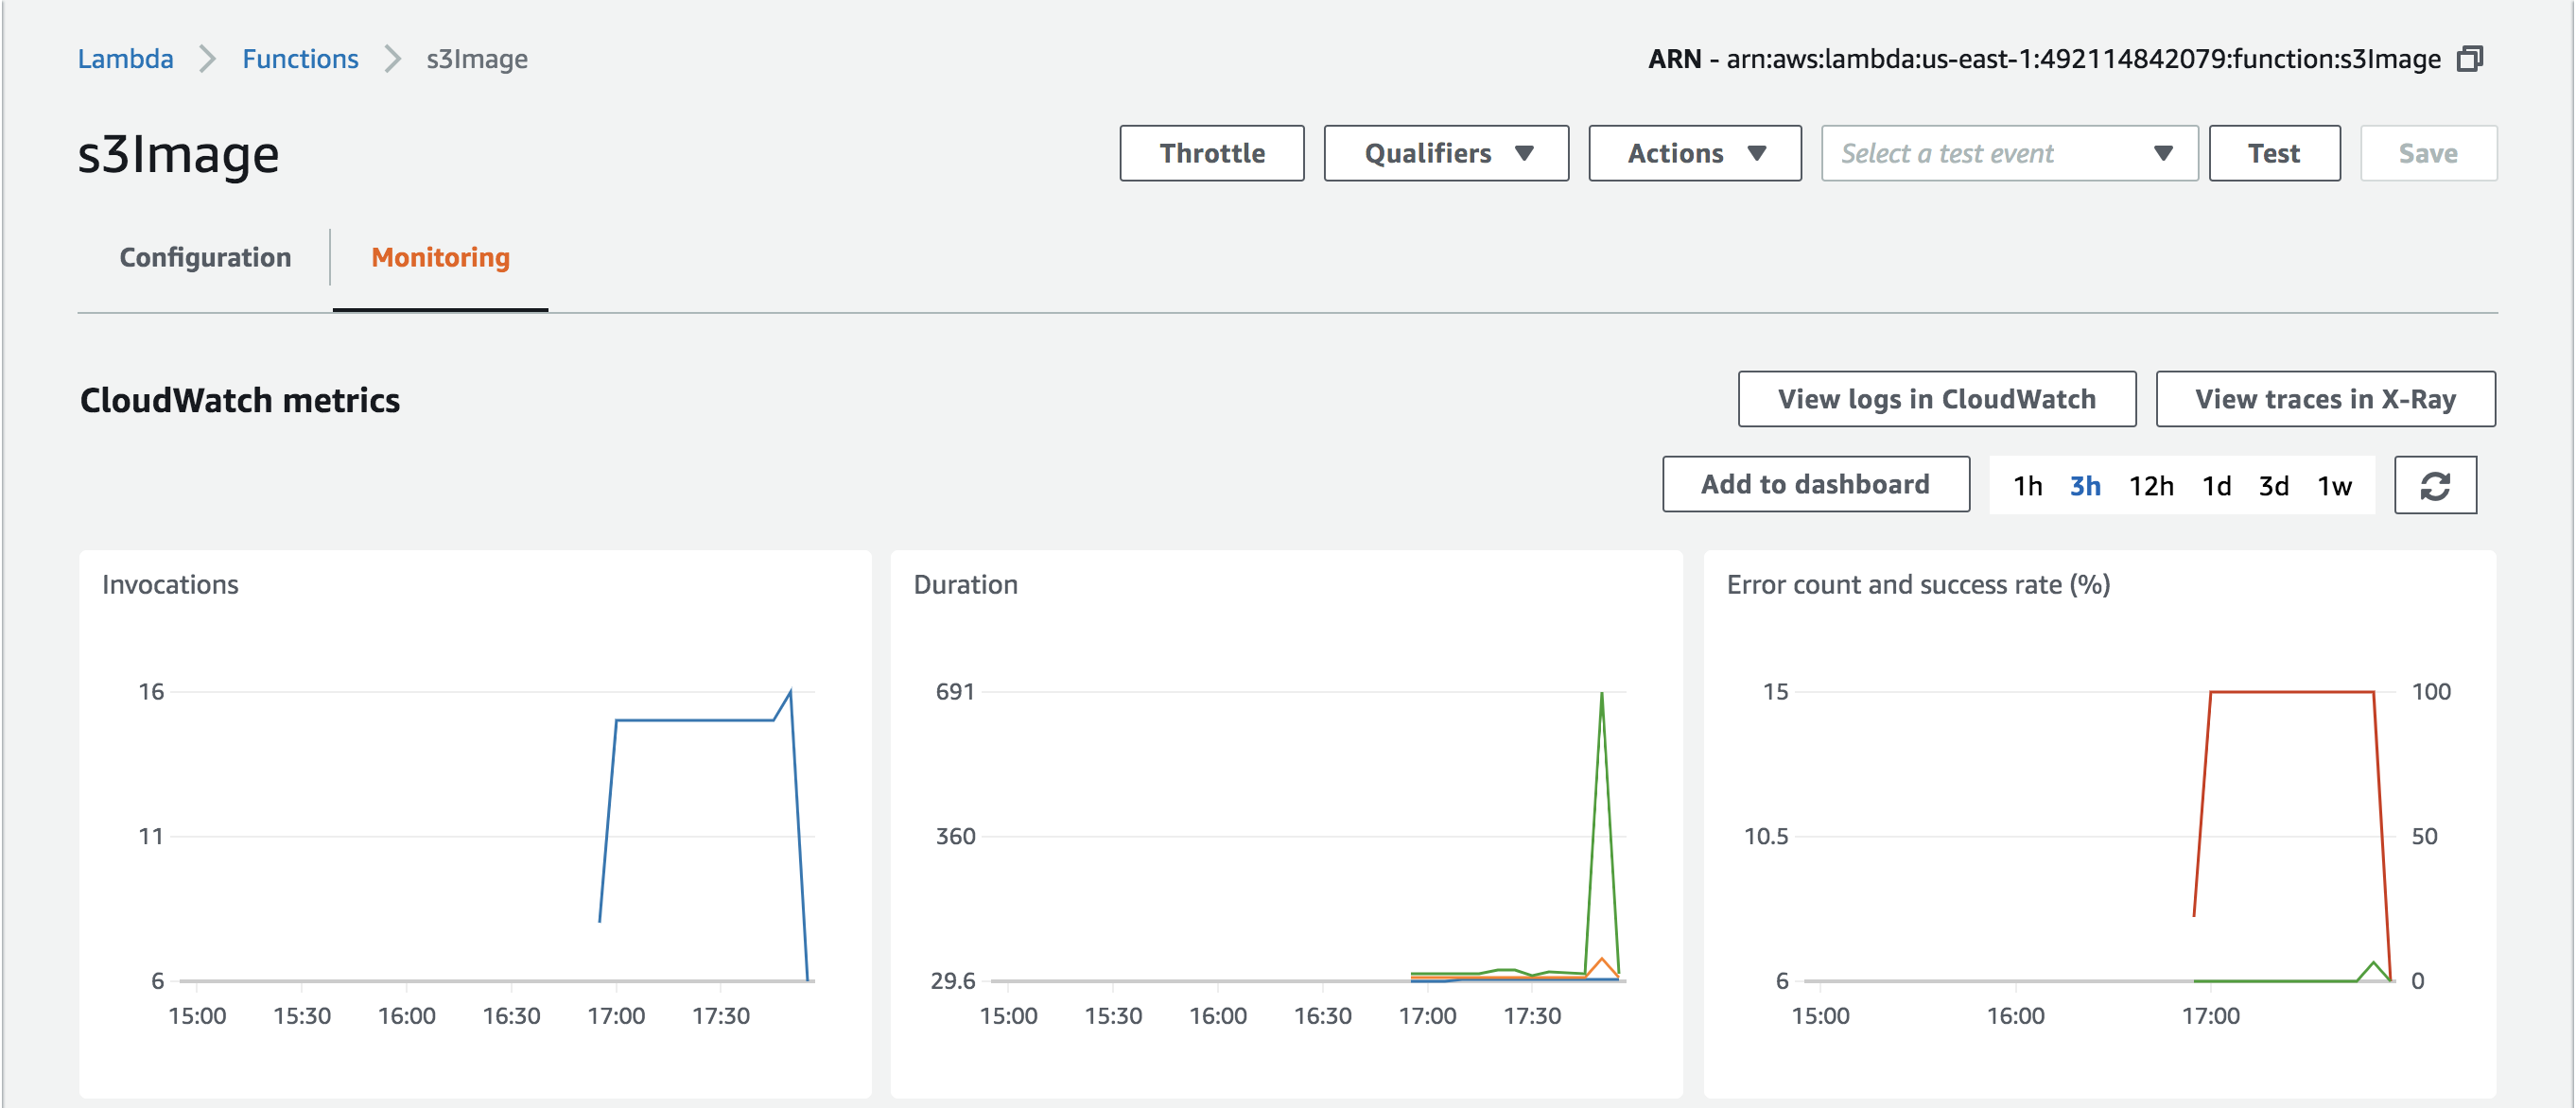 Lambda Functions s3Image
ARN - arn:aws:lambda:us-east-1:492114842079:function:s3Image
s3Image
Throttle Qualifiers Actions Select a test event Test Save
Configuration Monitoring
CloudWatch metrics
View logs in CloudWatch View traces in X-Ray
Add to dashboard 1h 3h 12h 1d 3d 1w
Invocations
16
11
6
15:00 15:30 16:00 16:30 17:00 17:30
Duration
691
360
29.6
15:00 15:30 16:00 16:30 17:00 17:30
Error count and success rate (%)
15 100
10.5 50
6 0
15:00 16:00 17:00